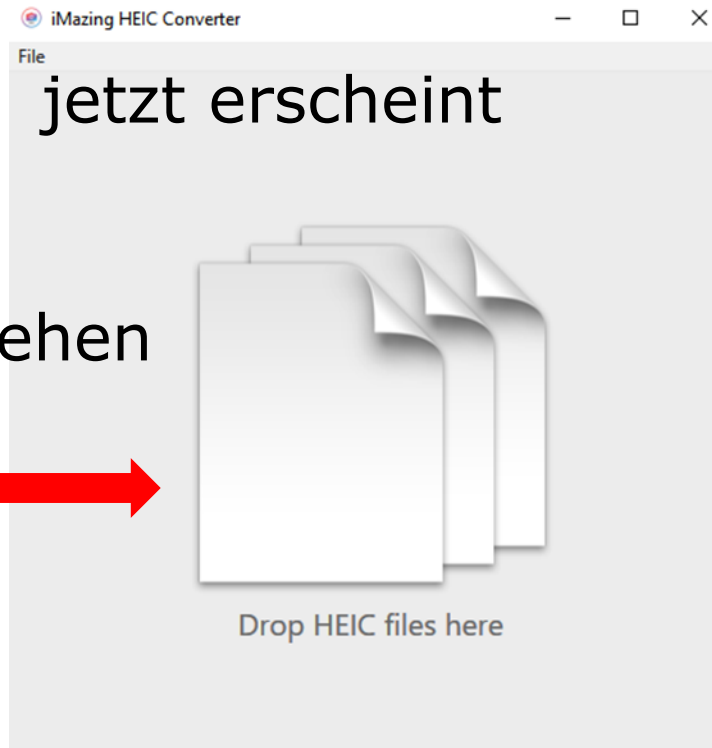 iMazing HEIC Converter
File
jetzt erscheint
ehen
Drop HEIC files here